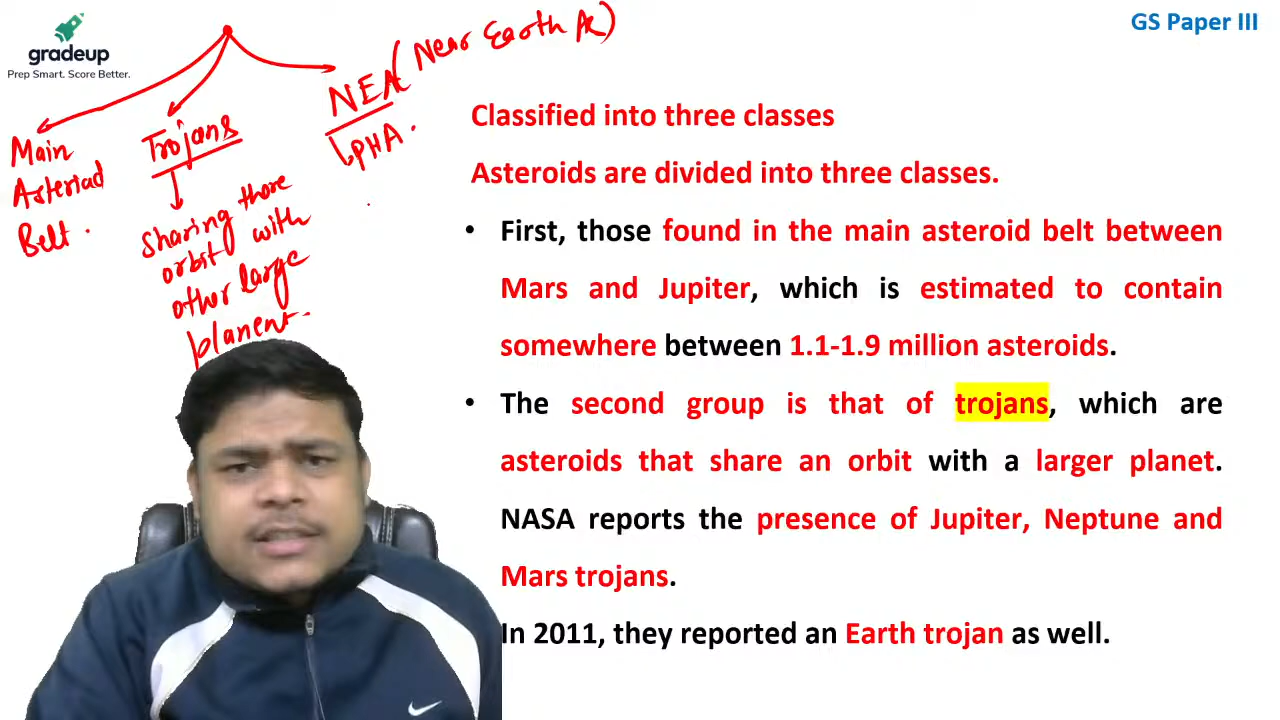 gradeup
Prep Smart. Score Better.
GS Paper III
NEA (Near Earth A)
PHA.
Main
Asteriad
Belt.
Trojans
Sharing those
orbit with
other large
planent.
Classified into three classes
Asteroids are divided into three classes.
• First, those found in the main asteroid belt between
Mars and Jupiter, which is estimated to contain
somewhere between 1.1-1.9 million asteroids.
• The second group is that of trojans, which are
asteroids that share an orbit with a larger planet.
NASA reports the presence of Jupiter, Neptune and
Mars trojans.
In 2011, they reported an Earth trojan as well.